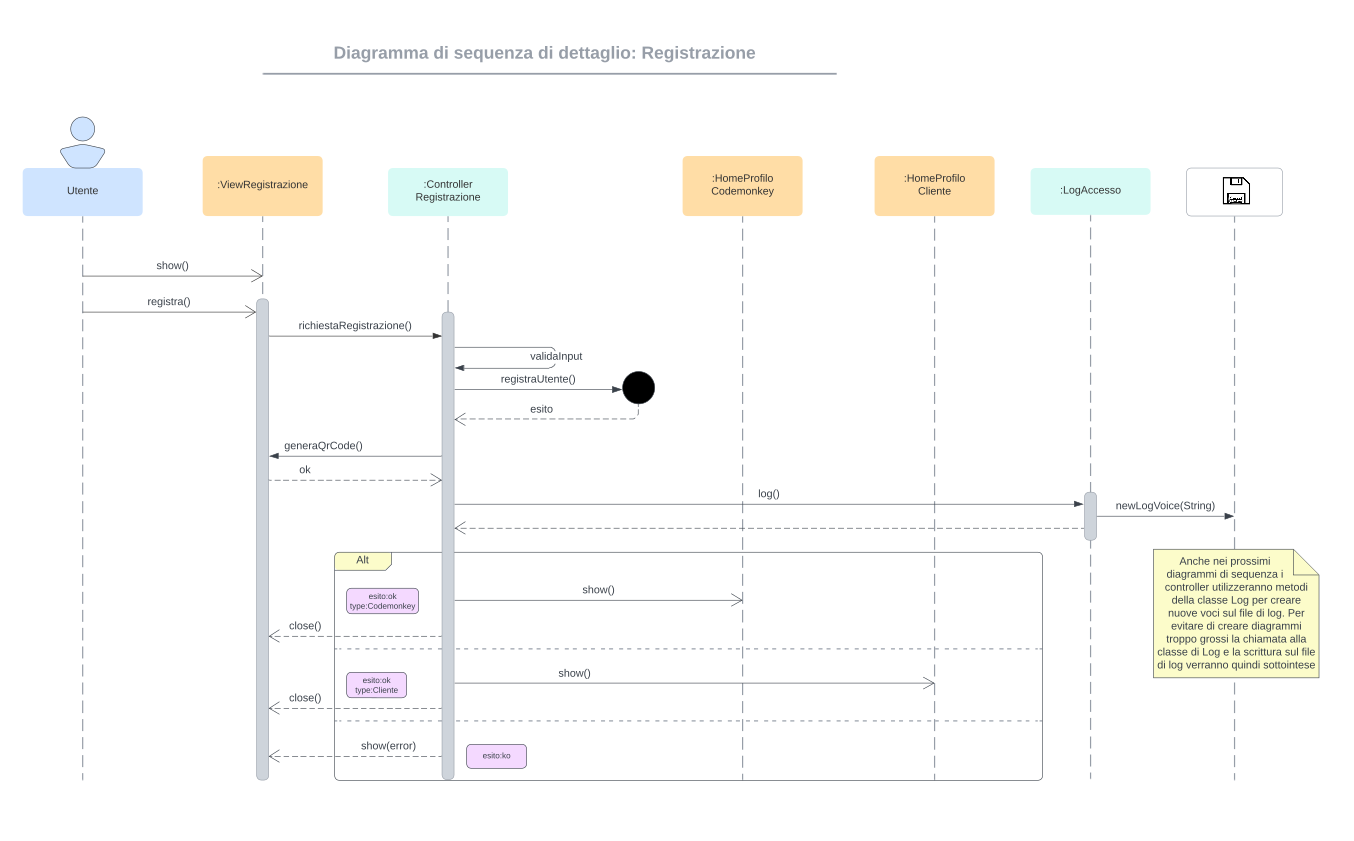 Diagramma di sequenza di dettaglio: Registrazione
Utente
:ViewRegistrazione
:Controller
Registrazione
:HomeProfilo
Codemonkey
:HomeProfilo
Cliente
:LogAccesso
show()
registra()
richiestaRegistrazione()
validaInput
registraUtente()
esito
generaQrCode()
ok
log()
newLogVoice(String)
Alt
esito:ok
type:Codemonkey
show()
close()
esito:ok
type:Cliente
show()
close()
show(error)
esito:ko
Anche nei prossimi
diagrammi di sequenza i
controller utilizzeranno metodi
della classe Log per creare
nuove voci sul file di log. Per
evitare di creare diagrammi
troppo grossi la chiamata alla
classe di Log e la scrittura sul file
di log verranno quindi sottointese